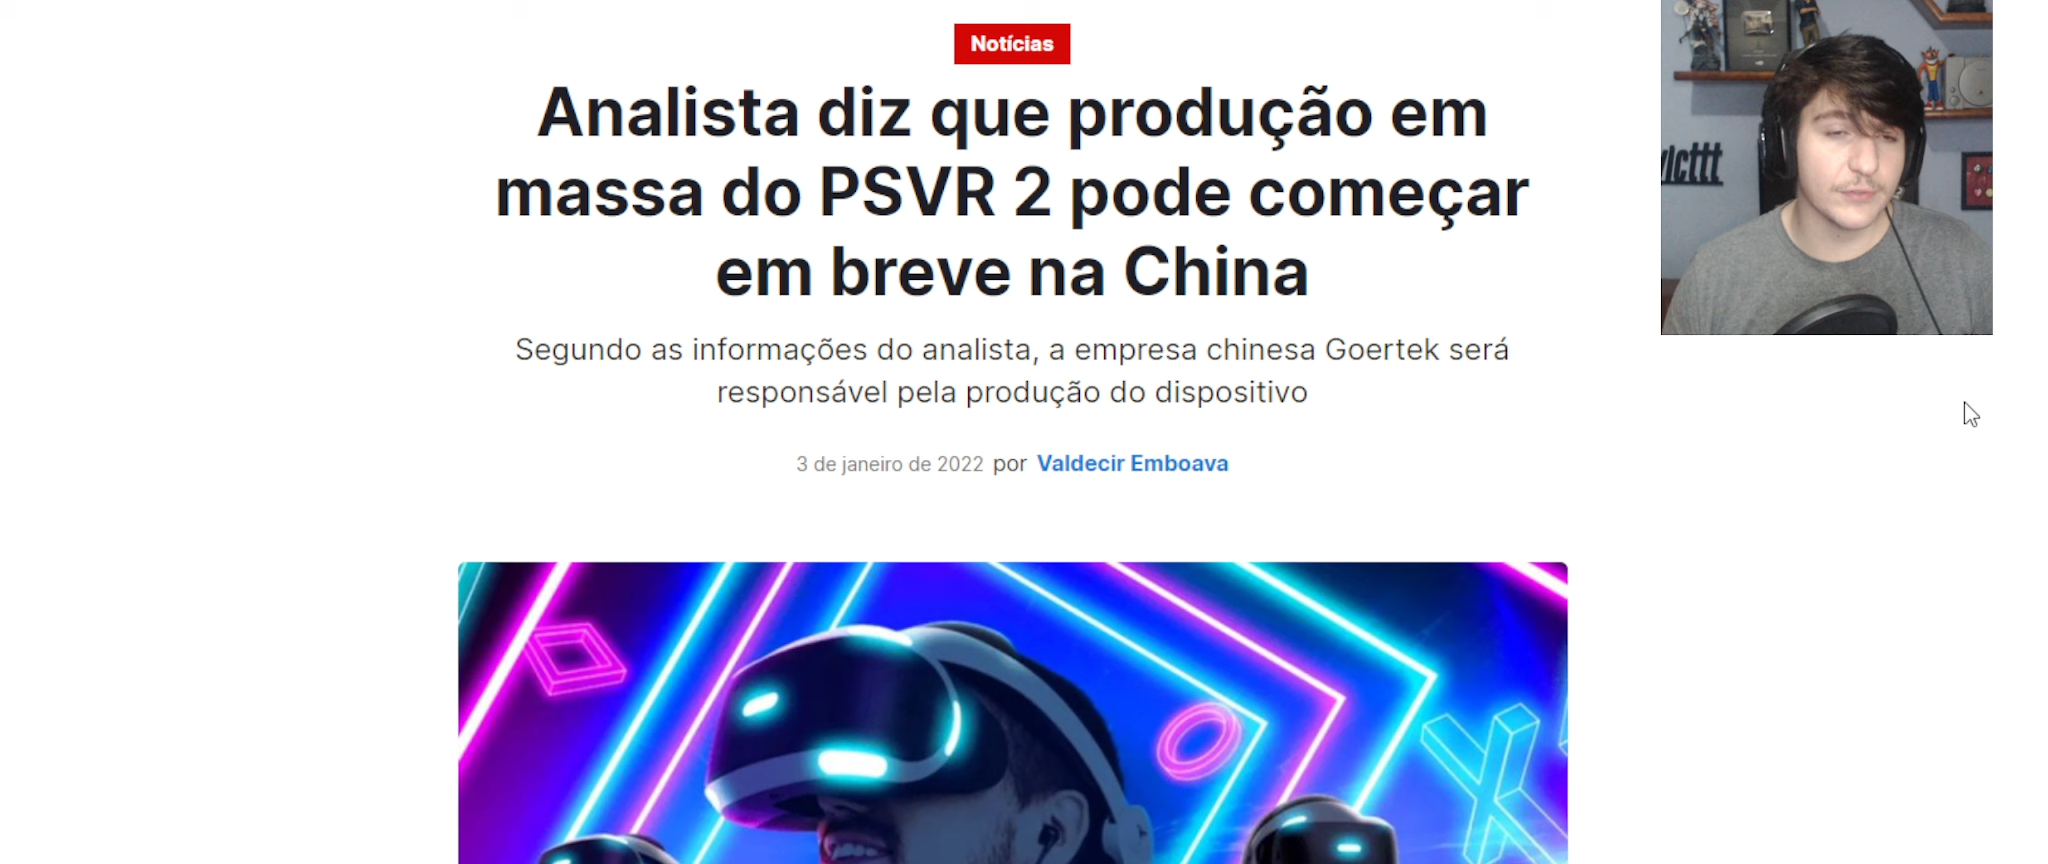 Notícias
Analista diz que produção em
massa do PSVR 2 pode começar
em breve na China
Segundo as informações do analista, a empresa chinesa Goertek será
responsável pela produção do dispositivo
3 de janeiro de 2022 por Valdecir Emboava